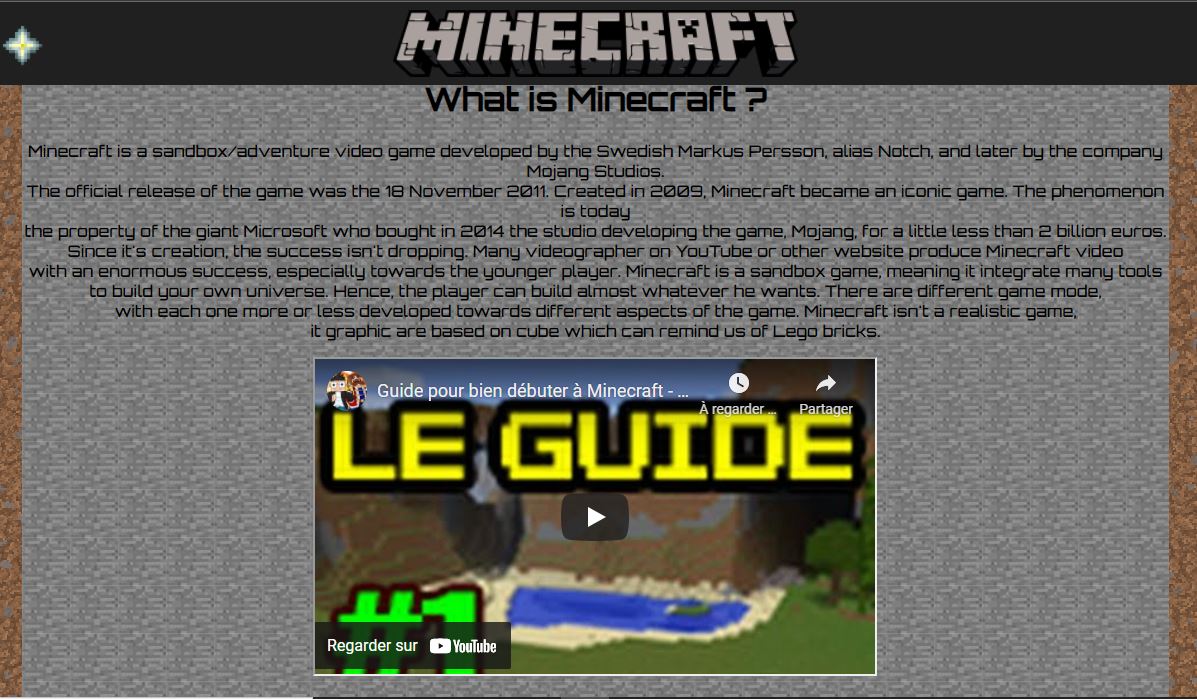 MINECRAFT
What is Minecraft ?
Minecraft is a sandbox/adventure video game developed by the Swedish Markus Persson, alias Notch, and later by the company
Mojang Studios.
The official release of the game was the 18 November 2011. Created in 2009, Minecraft became an iconic game. The phenomenon
is today
the property of the giant Microsoft who bought in 2014 the studio developing the game, Mojang, for a little less than 2 billion euros.
Since it's creation, the success isn't dropping. Many videographer on YouTube or other website produce Minecraft video
with an enormous success, especially towards the younger player. Minecraft is a sandbox game, meaning it integrate many tools
to build your own universe. Hence, the player can build almost whatever he wants. There are different game mode,
with each one more or less developed towards different aspects of the game. Minecraft isn't a realistic game,
it graphic are based on cube which can remind us of Lego bricks.
Guide pour bien débuter à Minecraft - ...
À regarder ...
Partager
LE GUIDE
#1
Regarder sur YouTube